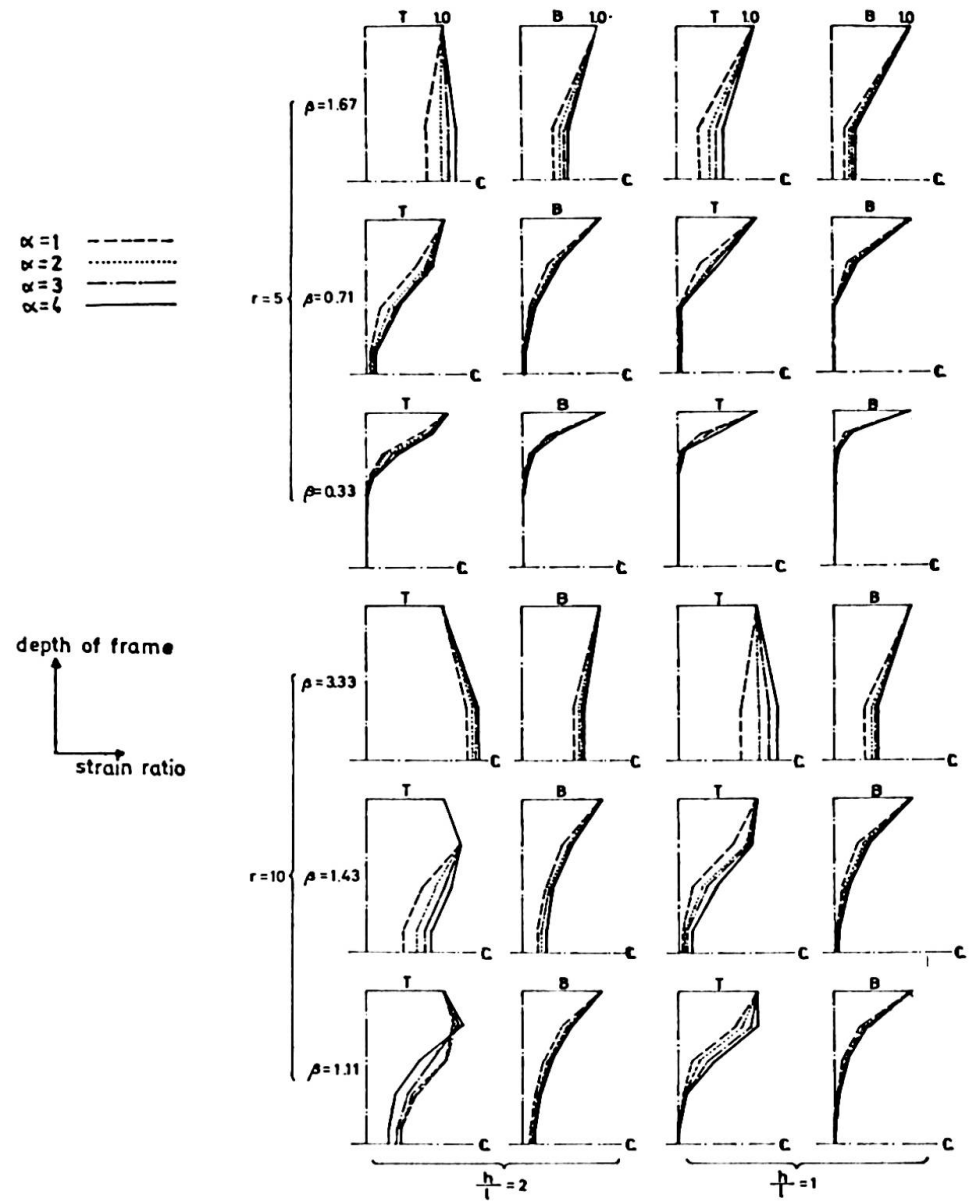 T 1.0 B 1.0 T 1.0 B 1.0
β=1.67
C C C C
α=1
α=2
α=3
α=4
T B T B
r=5 β=0.71
C C C C
T B T B
β=0.33
C C C C
depth of frame
strain ratio
T B T B
β=3.33
C C C C
T B T B
r=10 β=1.43
C C C C
T B T B
β=1.11
C C C C
h/l=2 h/l=1